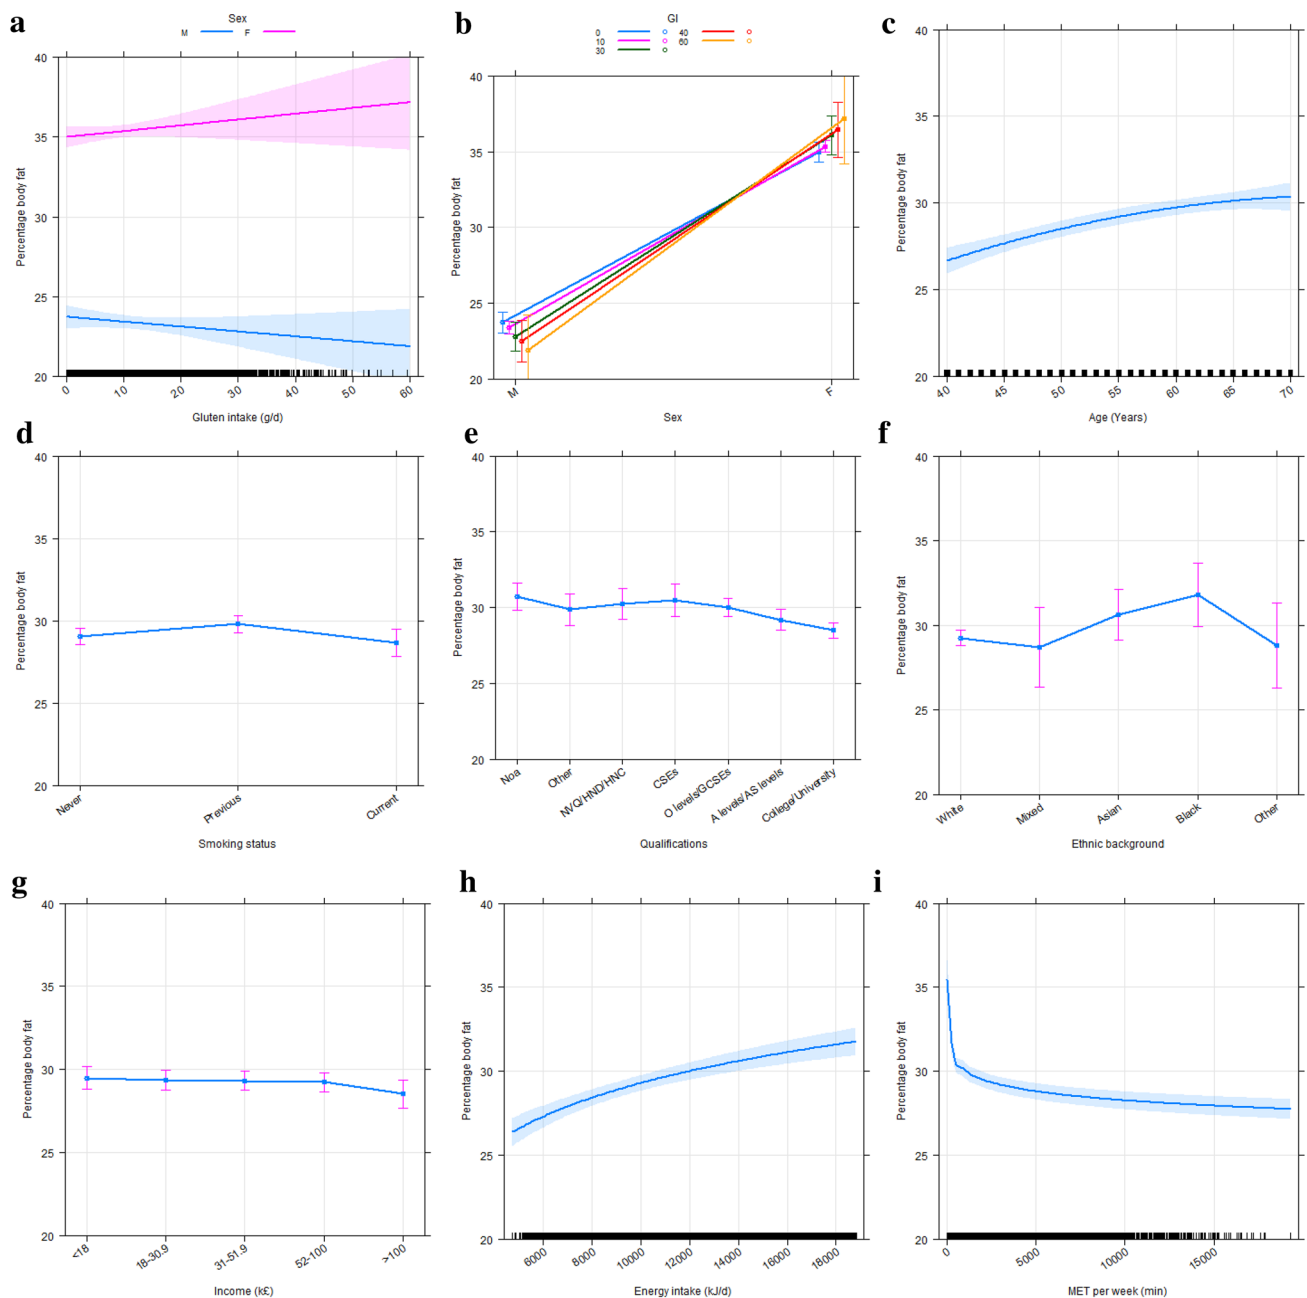 a
Sex
M F
40
35
30
25
20
Percentage body fat
0 10 20 30 40 50 60
Gluten intake (g/d)
b
GI
0 40
10 60
30
40
35
30
25
20
Percentage body fat
M F
Sex
c
40
35
30
25
20
Percentage body fat
40 45 50 55 60 65 70
Age (Years)
d
40
35
30
25
20
Percentage body fat
Never Previous Current
Smoking status
e
40
35
30
25
20
Percentage body fat
Noa Other NVQ/HND/HNC CSEs O levels/GCSEs A levels/AS levels College/University
Qualifications
f
40
35
30
25
20
Percentage body fat
White Mixed Asian Black Other
Ethnic background
g
40
35
30
25
20
Percentage body fat
<18 18-30.9 31-51.9 52-100 >100
Income (k£)
h
40
35
30
25
20
Percentage body fat
6000 8000 10000 12000 14000 16000 18000
Energy intake (kJ/d)
i
40
35
30
25
20
Percentage body fat
0 5000 10000 15000
MET per week (min)